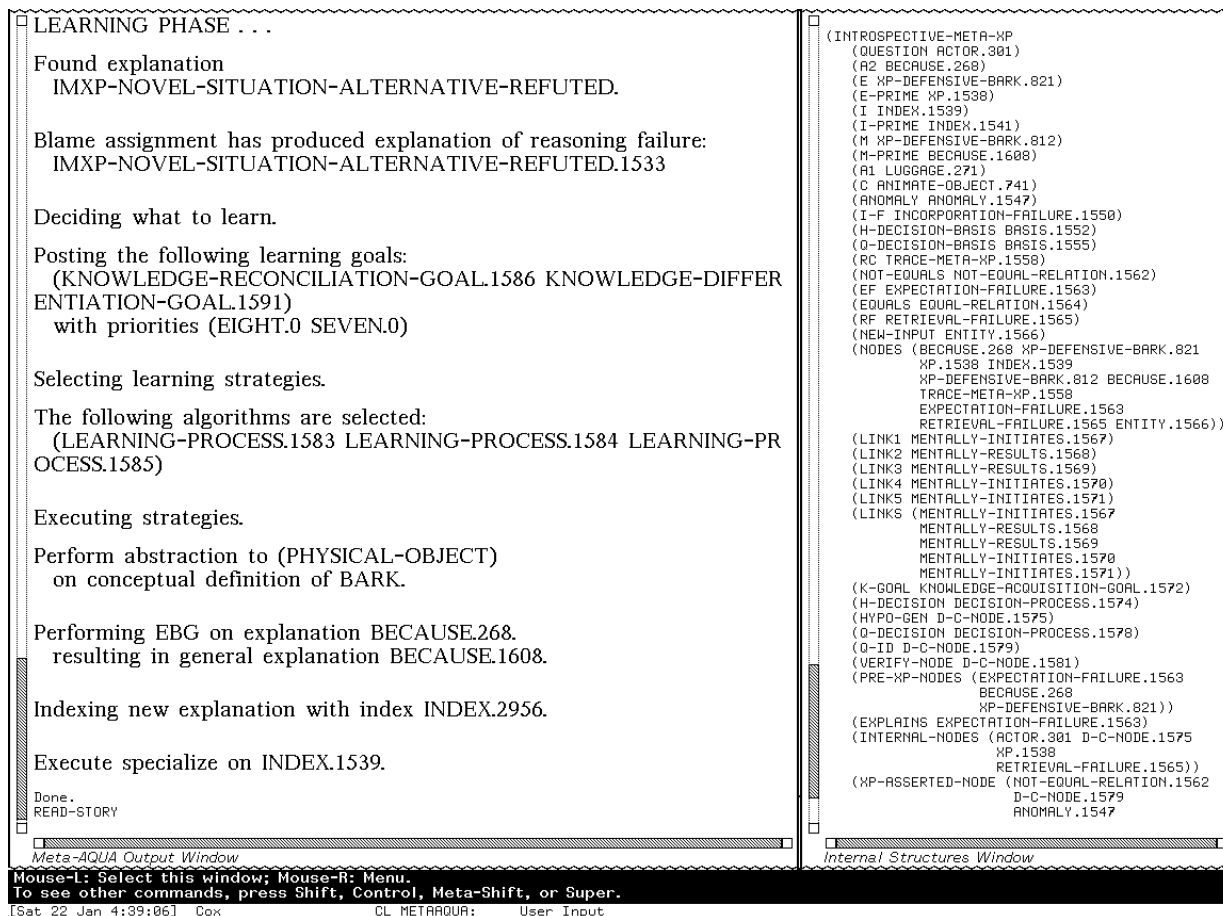 LEARNING PHASE . . .
Found explanation
IMXP-NOVEL-SITUATION-ALTERNATIVE-REFUTED.
Blame assignment has produced explanation of reasoning failure:
IMXP-NOVEL-SITUATION-ALTERNATIVE-REFUTED.1533
Deciding what to learn.
Posting the following learning goals:
(KNOWLEDGE-RECONCILIATION-GOAL.1586 KNOWLEDGE-DIFFER
ENTIATION-GOAL.1591)
with priorities (EIGHT.0 SEVEN.0)
Selecting learning strategies.
The following algorithms are selected:
(LEARNING-PROCESS.1583 LEARNING-PROCESS.1584 LEARNING-PR
OCESS.1585)
Executing strategies.
Perform abstraction to (PHYSICAL-OBJECT)
on conceptual definition of BARK.
Performing EBG on explanation BECAUSE.268.
resulting in general explanation BECAUSE.1608.
Indexing new explanation with index INDEX.2956.
Execute specialize on INDEX.1539.
Done.
READ-STORY
Meta-AQUA Output Window
(INTROSPECTIVE-META-XP
(QUESTION ACTOR.301)
(A2 BECAUSE.268)
(E XP-DEFENSIVE-BARK.821)
(E-PRIME XP.1538)
(I INDEX.1539)
(I-PRIME INDEX.1541)
(M XP-DEFENSIVE-BARK.812)
(M-PRIME BECAUSE.1608)
(A1 LUGGAGE.271)
(C ANIMATE-OBJECT.741)
(ANOMALY ANOMALY.1547)
(I-F INCORPORATION-FAILURE.1550)
(H-DECISION-BASIS BASIS.1552)
(Q-DECISION-BASIS BASIS.1555)
(RC TRACE-META-XP.1558)
(NOT-EQUALS NOT-EQUAL-RELATION.1562)
(EF EXPECTATION-FAILURE.1563)
(EQUALS EQUAL-RELATION.1564)
(RF RETRIEVAL-FAILURE.1565)
(NEW-INPUT ENTITY.1566)
(NODES (BECAUSE.268 XP-DEFENSIVE-BARK.821
XP.1538 INDEX.1539
XP-DEFENSIVE-BARK.812 BECAUSE.1608
TRACE-META-XP.1558
EXPECTATION-FAILURE.1563
RETRIEVAL-FAILURE.1565 ENTITY.1566))
(LINK1 MENTALLY-INITIATES.1567)
(LINK2 MENTALLY-RESULTS.1568)
(LINK3 MENTALLY-RESULTS.1569)
(LINK4 MENTALLY-INITIATES.1570)
(LINK5 MENTALLY-INITIATES.1571)
(LINKS (MENTALLY-INITIATES.1567
MENTALLY-RESULTS.1568
MENTALLY-RESULTS.1569
MENTALLY-INITIATES.1570
MENTALLY-INITIATES.1571))
(K-GOAL KNOWLEDGE-ACQUISITION-GOAL.1572)
(H-DECISION DECISION-PROCESS.1574)
(HYPO-GEN D-C-NODE.1575)
(Q-DECISION DECISION-PROCESS.1578)
(Q-ID D-C-NODE.1579)
(VERIFY-NODE D-C-NODE.1581)
(PRE-XP-NODES (EXPECTATION-FAILURE.1563
BECAUSE.268
XP-DEFENSIVE-BARK.821))
(EXPLAINS EXPECTATION-FAILURE.1563)
(INTERNAL-NODES (ACTOR.301 D-C-NODE.1575
XP.1538
RETRIEVAL-FAILURE.1565))
(XP-ASSERTED-NODE (NOT-EQUAL-RELATION.1562
D-C-NODE.1579
ANOMALY.1547
Internal Structures Window
Mouse-L: Select this window; Mouse-R: Menu.
To see other commands, press Shift, Control, Meta-Shift, or Super.
[Sat 22 Jan 4:39:06] Cox CL METAAQUA: User Input